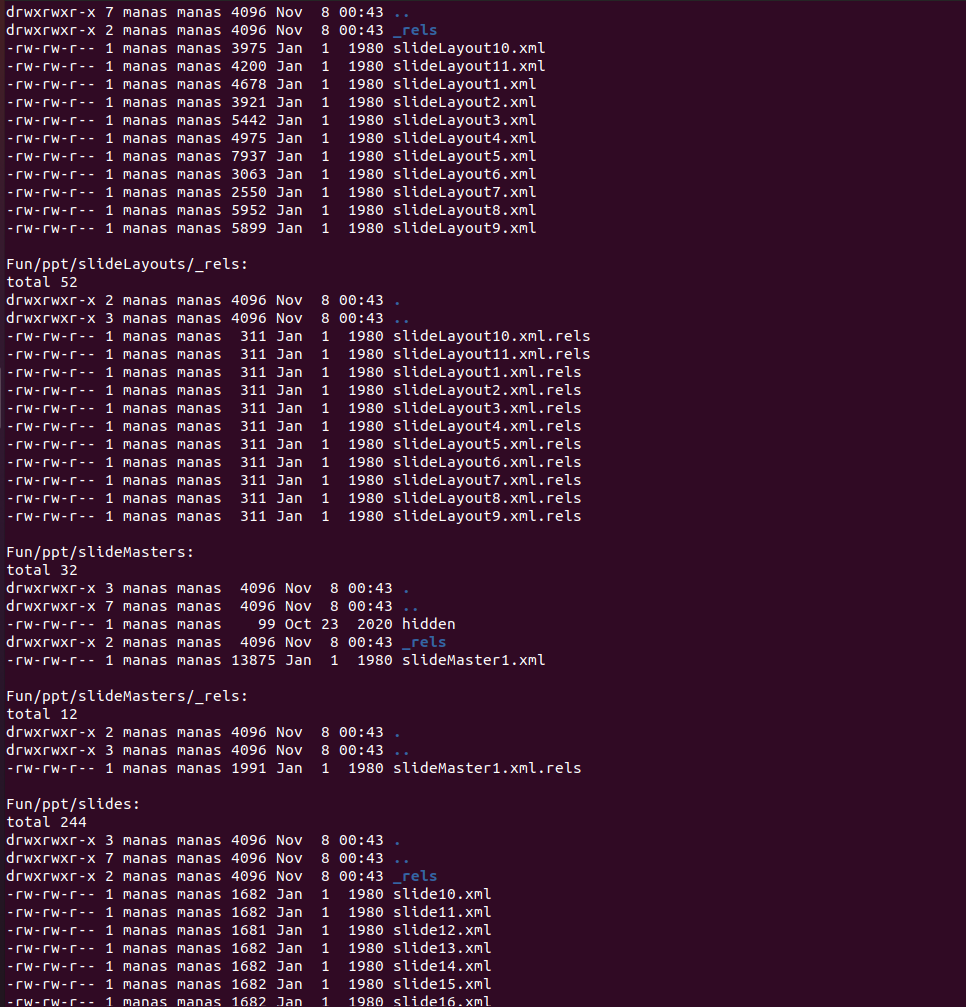 drwxrwxr-x 7 manas manas 4096 Nov  8 00:43 ..
drwxrwxr-x 2 manas manas 4096 Nov  8 00:43 _rels
-rw-rw-r-- 1 manas manas 3975 Jan  1  1980 slideLayout10.xml
-rw-rw-r-- 1 manas manas 4200 Jan  1  1980 slideLayout11.xml
-rw-rw-r-- 1 manas manas 4678 Jan  1  1980 slideLayout1.xml
-rw-rw-r-- 1 manas manas 3921 Jan  1  1980 slideLayout2.xml
-rw-rw-r-- 1 manas manas 5442 Jan  1  1980 slideLayout3.xml
-rw-rw-r-- 1 manas manas 4975 Jan  1  1980 slideLayout4.xml
-rw-rw-r-- 1 manas manas 7937 Jan  1  1980 slideLayout5.xml
-rw-rw-r-- 1 manas manas 3063 Jan  1  1980 slideLayout6.xml
-rw-rw-r-- 1 manas manas 2550 Jan  1  1980 slideLayout7.xml
-rw-rw-r-- 1 manas manas 5952 Jan  1  1980 slideLayout8.xml
-rw-rw-r-- 1 manas manas 5899 Jan  1  1980 slideLayout9.xml

Fun/ppt/slideLayouts/_rels:
total 52
drwxrwxr-x 2 manas manas 4096 Nov  8 00:43 .
drwxrwxr-x 3 manas manas 4096 Nov  8 00:43 ..
-rw-rw-r-- 1 manas manas  311 Jan  1  1980 slideLayout10.xml.rels
-rw-rw-r-- 1 manas manas  311 Jan  1  1980 slideLayout11.xml.rels
-rw-rw-r-- 1 manas manas  311 Jan  1  1980 slideLayout1.xml.rels
-rw-rw-r-- 1 manas manas  311 Jan  1  1980 slideLayout2.xml.rels
-rw-rw-r-- 1 manas manas  311 Jan  1  1980 slideLayout3.xml.rels
-rw-rw-r-- 1 manas manas  311 Jan  1  1980 slideLayout4.xml.rels
-rw-rw-r-- 1 manas manas  311 Jan  1  1980 slideLayout5.xml.rels
-rw-rw-r-- 1 manas manas  311 Jan  1  1980 slideLayout6.xml.rels
-rw-rw-r-- 1 manas manas  311 Jan  1  1980 slideLayout7.xml.rels
-rw-rw-r-- 1 manas manas  311 Jan  1  1980 slideLayout8.xml.rels
-rw-rw-r-- 1 manas manas  311 Jan  1  1980 slideLayout9.xml.rels

Fun/ppt/slideMasters:
total 32
drwxrwxr-x 3 manas manas  4096 Nov  8 00:43 .
drwxrwxr-x 7 manas manas  4096 Nov  8 00:43 ..
-rw-rw-r-- 1 manas manas    99 Oct 23  2020 hidden
drwxrwxr-x 2 manas manas  4096 Nov  8 00:43 _rels
-rw-rw-r-- 1 manas manas 13875 Jan  1  1980 slideMaster1.xml

Fun/ppt/slideMasters/_rels:
total 12
drwxrwxr-x 2 manas manas 4096 Nov  8 00:43 .
drwxrwxr-x 3 manas manas 4096 Nov  8 00:43 ..
-rw-rw-r-- 1 manas manas 1991 Jan  1  1980 slideMaster1.xml.rels

Fun/ppt/slides:
total 244
drwxrwxr-x 3 manas manas 4096 Nov  8 00:43 .
drwxrwxr-x 7 manas manas 4096 Nov  8 00:43 ..
drwxrwxr-x 2 manas manas 4096 Nov  8 00:43 _rels
-rw-rw-r-- 1 manas manas 1682 Jan  1  1980 slide10.xml
-rw-rw-r-- 1 manas manas 1682 Jan  1  1980 slide11.xml
-rw-rw-r-- 1 manas manas 1681 Jan  1  1980 slide12.xml
-rw-rw-r-- 1 manas manas 1682 Jan  1  1980 slide13.xml
-rw-rw-r-- 1 manas manas 1682 Jan  1  1980 slide14.xml
-rw-rw-r-- 1 manas manas 1682 Jan  1  1980 slide15.xml
-rw-rw-r-- 1 manas manas 1682 Jan  1  1980 slide16.xml